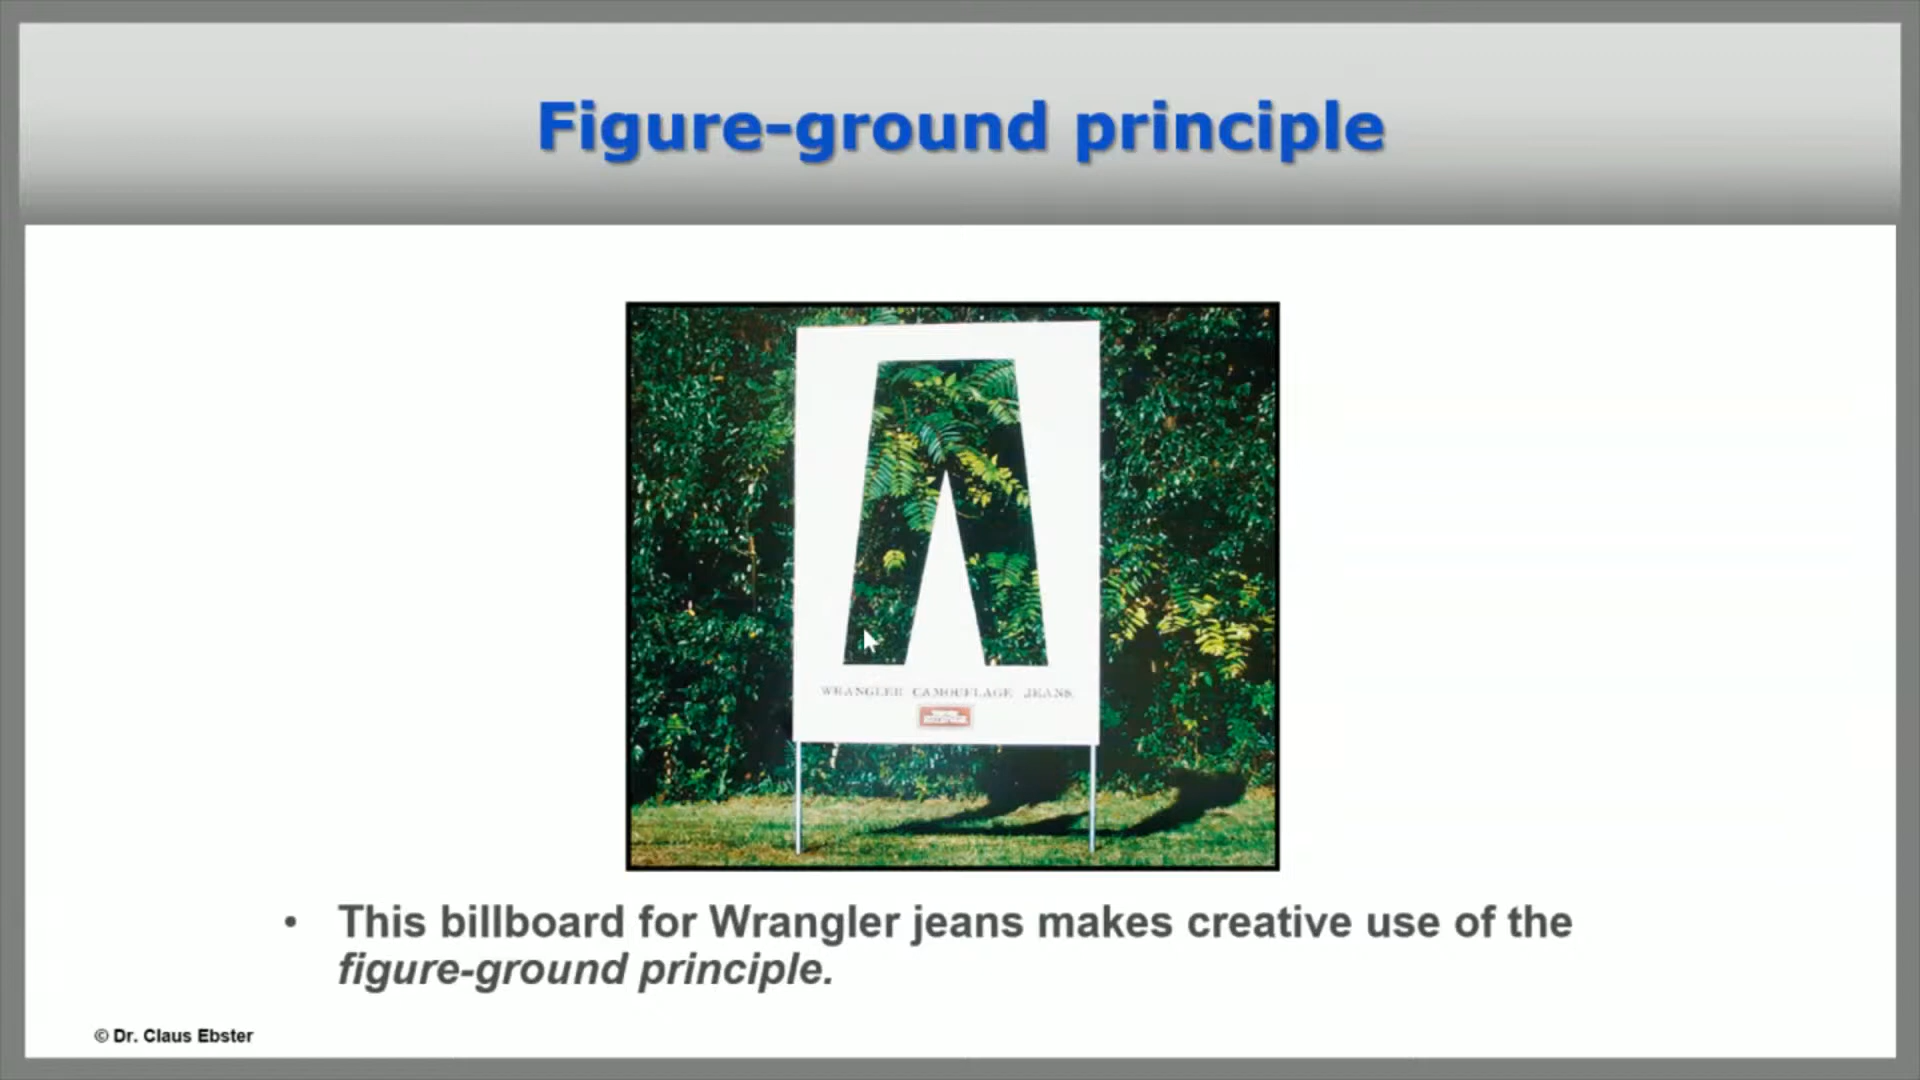 Figure-ground principle
WRANGLER CAMOUFLAGE JEANS
• This billboard for Wrangler jeans makes creative use of the
figure-ground principle.
© Dr. Claus Ebster